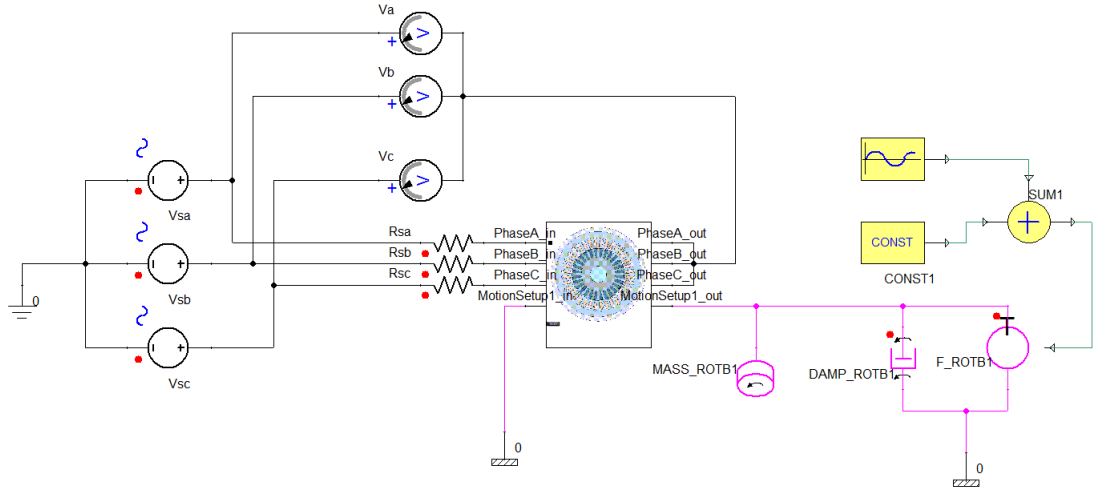 Va
Vb
Vc
Vsa
Vsb
Vsc
0
Rsa
Rsb
Rsc
PhaseA_in
PhaseB_in
PhaseC_in
MotionSetup1_in
PhaseA_out
PhaseB_out
PhaseC_out
MotionSetup1_out
0
MASS_ROTB1
DAMP_ROTB1
F_ROTB1
0
SUM1
CONST
CONST1